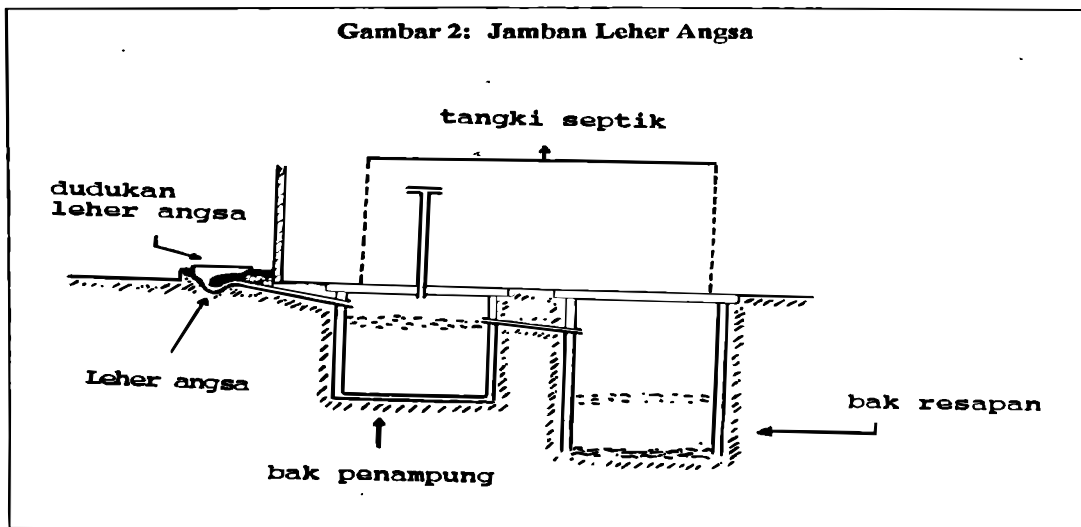 Gambar 2: Jamban Leher Angsa
tangki septik
dudukan
leher angsa
Leher angsa
bak resapan
bak penampung